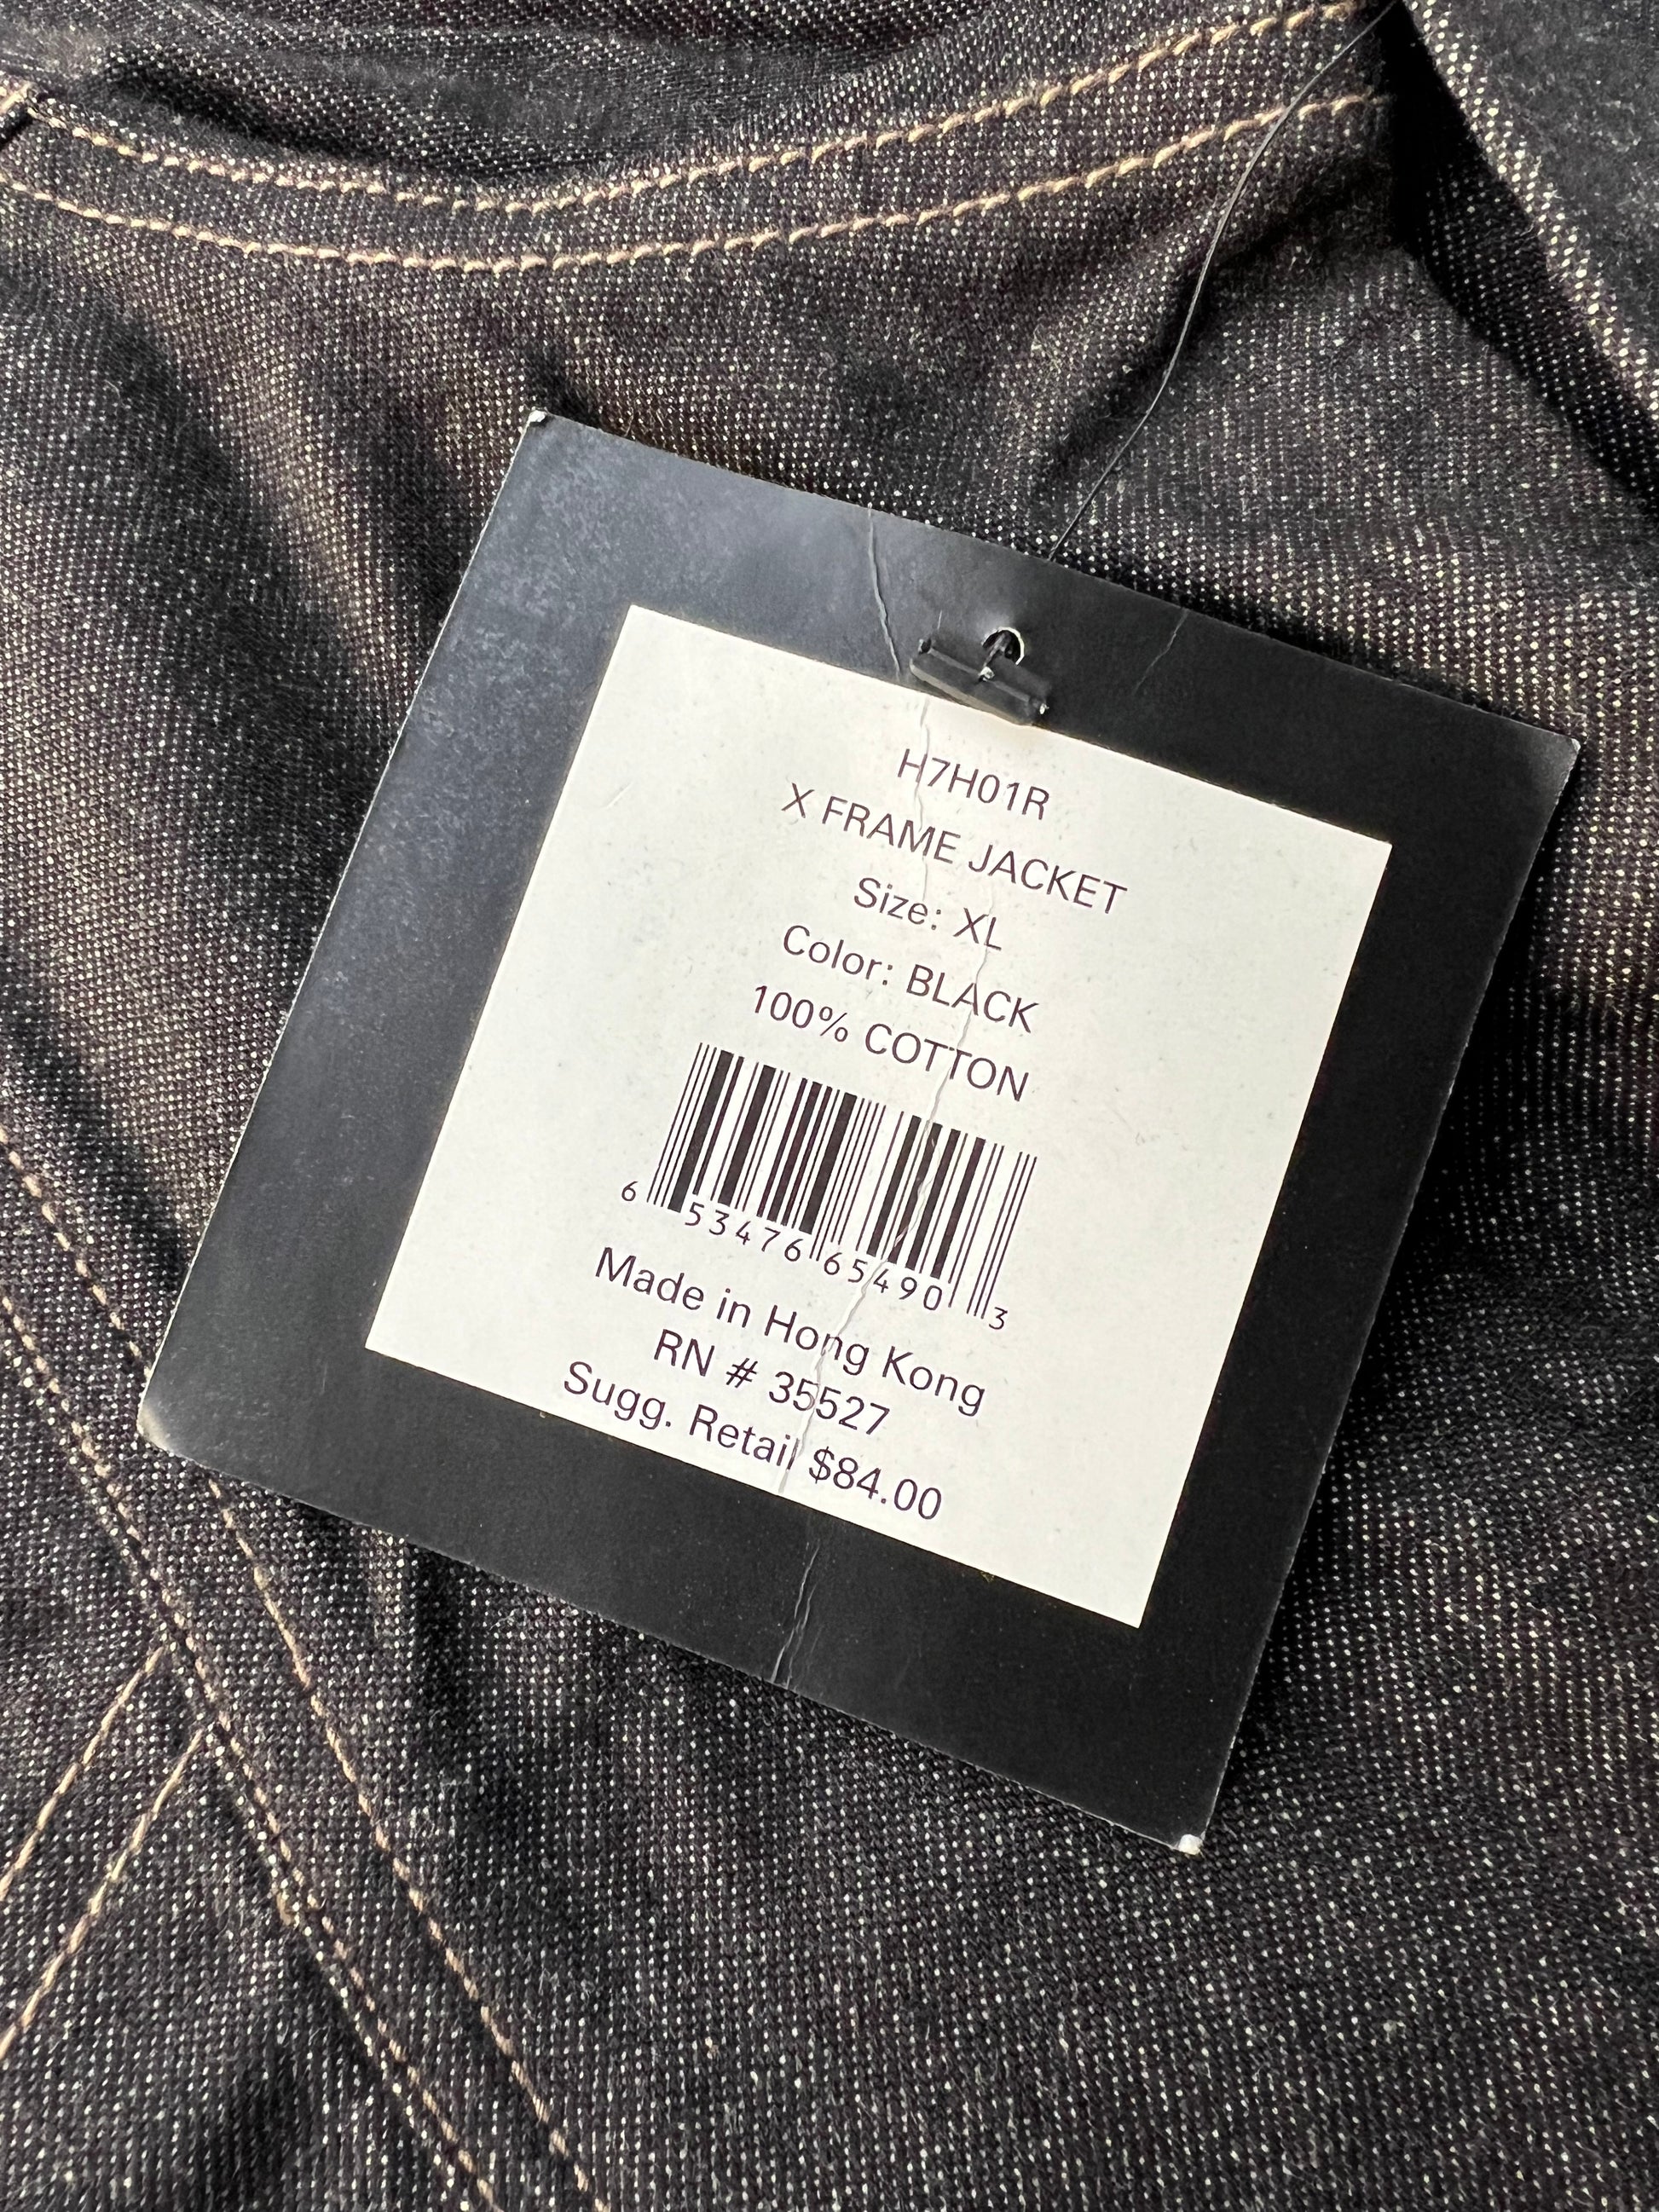 H7H01R
X FRAME JACKET
Size: XL
Color: BLACK
100% COTTON
6 53476 65490 3
Made in Hong Kong
RN # 35527
Sugg. Retail $84.00